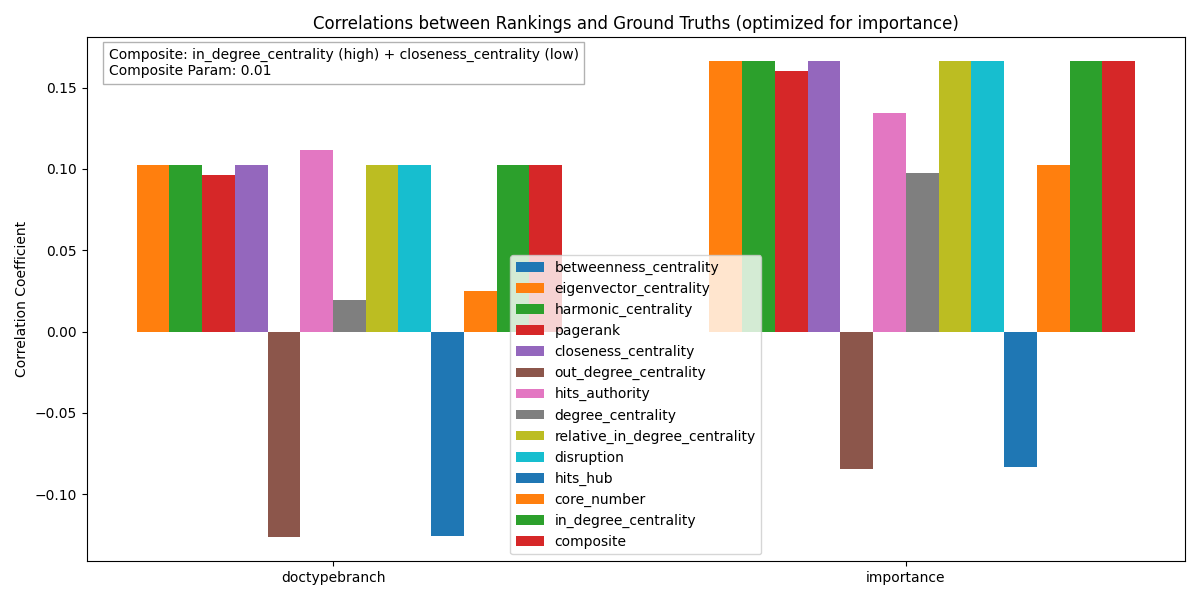 Correlations between Rankings and Ground Truths (optimized for importance)
Composite: in_degree_centrality (high) + closeness_centrality (low)
Composite Param: 0.01
Correlation Coefficient
0.15
0.10
0.05
0.00
−0.05
−0.10
betweenness_centrality
eigenvector_centrality
harmonic_centrality
pagerank
closeness_centrality
out_degree_centrality
hits_authority
degree_centrality
relative_in_degree_centrality
disruption
hits_hub
core_number
in_degree_centrality
composite
doctypebranch
importance